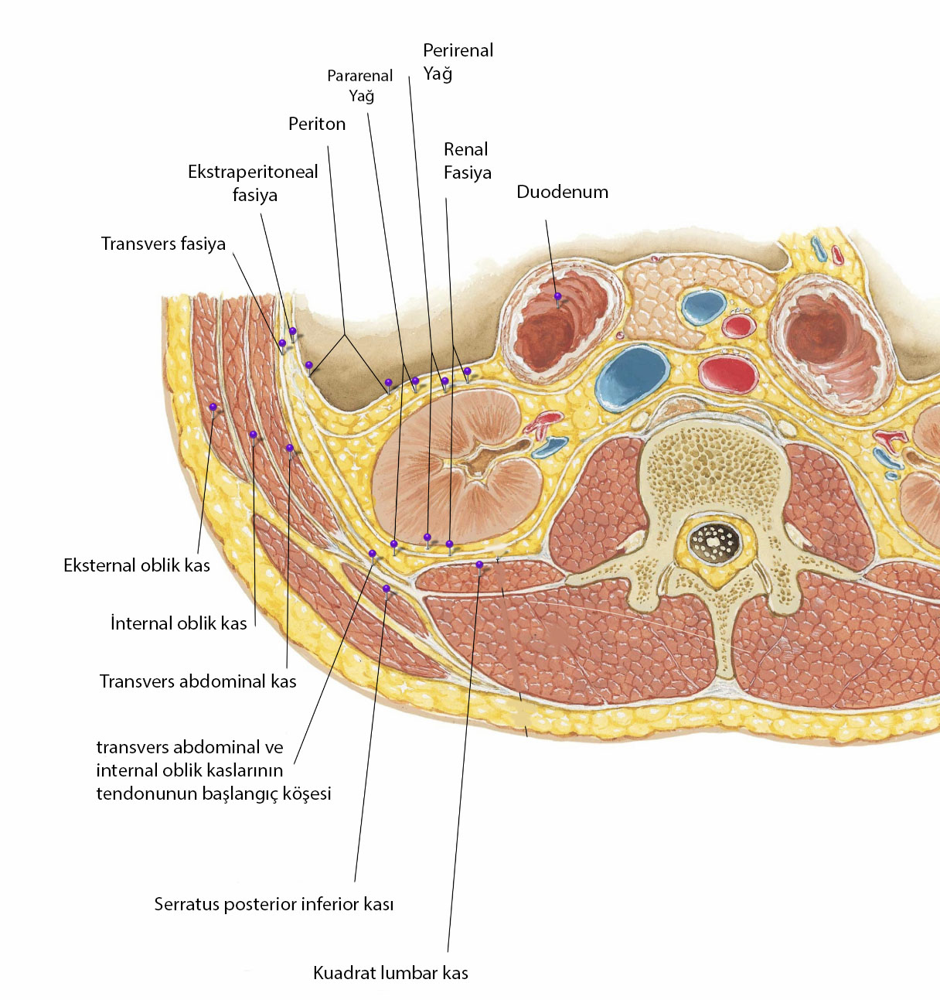 Perirenal
Yağ
Pararenal
Yağ
Periton
Renal
Fasiya
Ekstraperitoneal
fasiya
Duodenum
Transvers fasiya
Eksternal oblik kas
İnternal oblik kas
Transvers abdominal kas
transvers abdominal ve
internal oblik kaslarının
tendonunun başlangıç köşesi
Serratus posterior inferior kası
Kuadrat lumbar kas